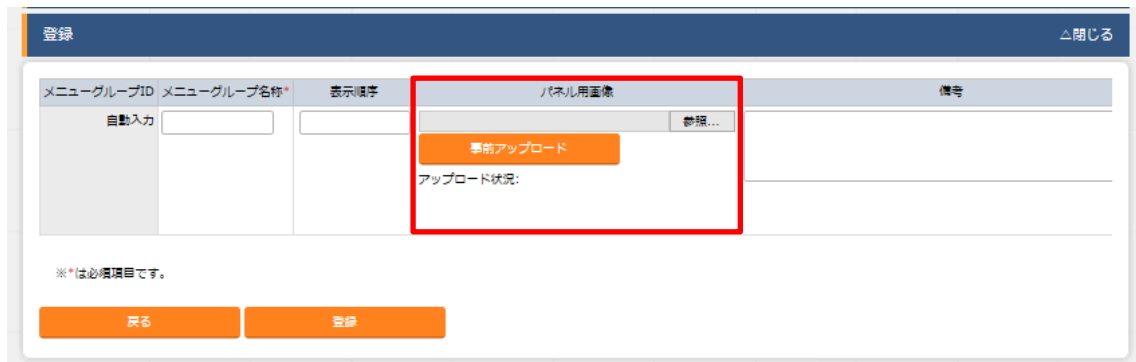 登録 △閉じる
メニューグループID メニューグループ名称* 表示順序 パネル用画像 備考
自動入力 参照...
事前アップロード
アップロード状況:
※*は必須項目です。
戻る 登録